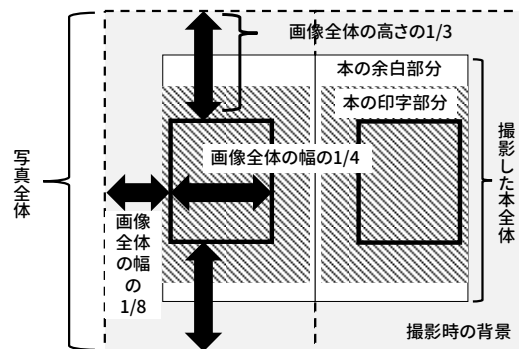 画像全体の高さの1/3
本の余白部分
本の印字部分
画像全体の幅の1/4
写真全体
撮影した本全体
画像
全体
の幅
の
1/8
撮影時の背景